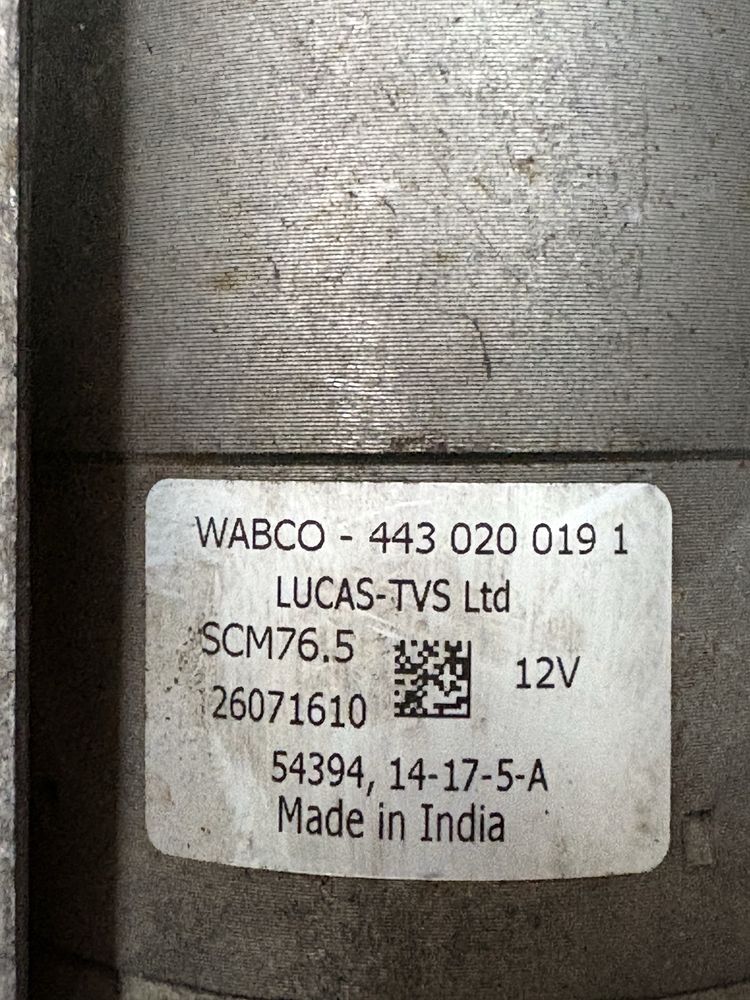 WABCO - 443 020 019 1
LUCAS-TVS Ltd
SCM76.5
12V
26071610
54394, 14-17-5-A
Made in India